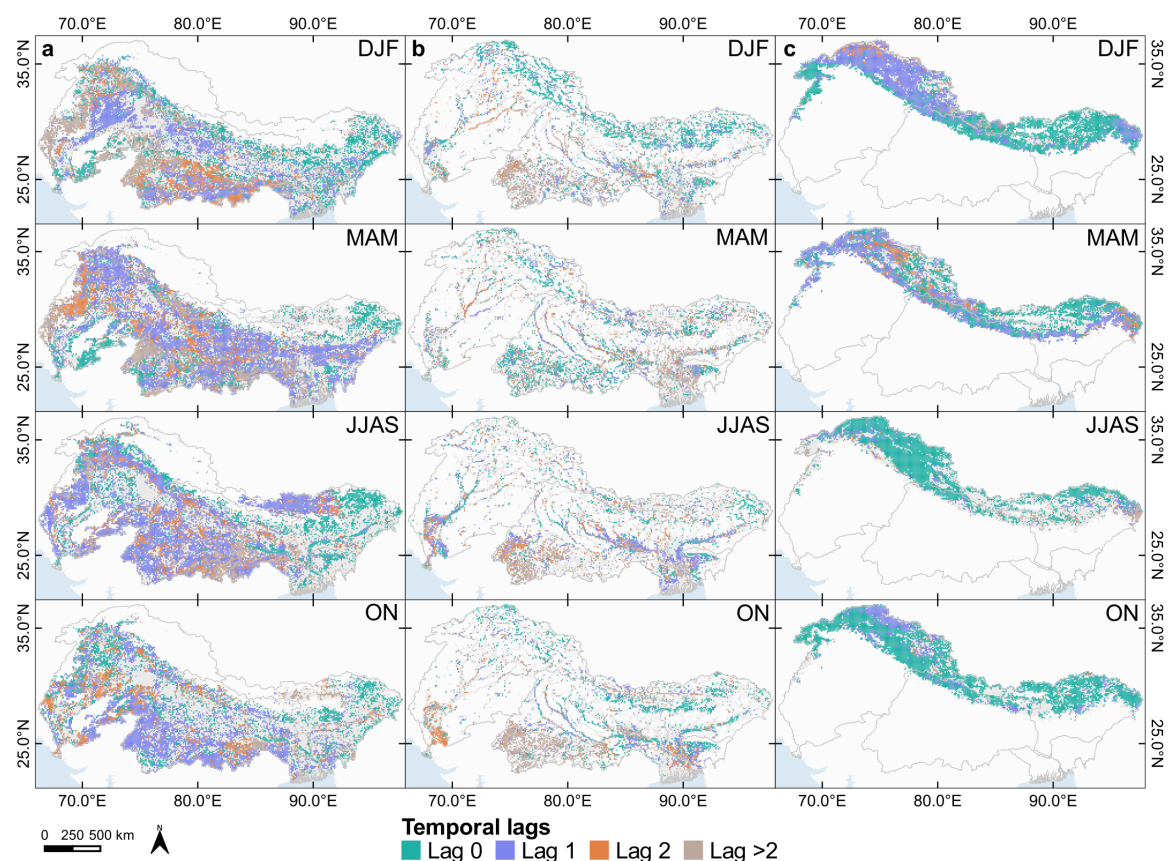 70.0°E 80.0°E 90.0°E 70.0°E 80.0°E 90.0°E 70.0°E 80.0°E 90.0°E
a DJF b DJF c DJF
35.0°N 35.0°N
25.0°N 25.0°N
MAM MAM MAM
35.0°N 35.0°N
25.0°N 25.0°N
JJAS JJAS JJAS
35.0°N 35.0°N
25.0°N 25.0°N
ON ON ON
35.0°N 35.0°N
25.0°N 25.0°N
70.0°E 80.0°E 90.0°E 70.0°E 80.0°E 90.0°E 70.0°E 80.0°E 90.0°E
0 250 500 km
N
Temporal lags
Lag 0 Lag 1 Lag 2 Lag >2